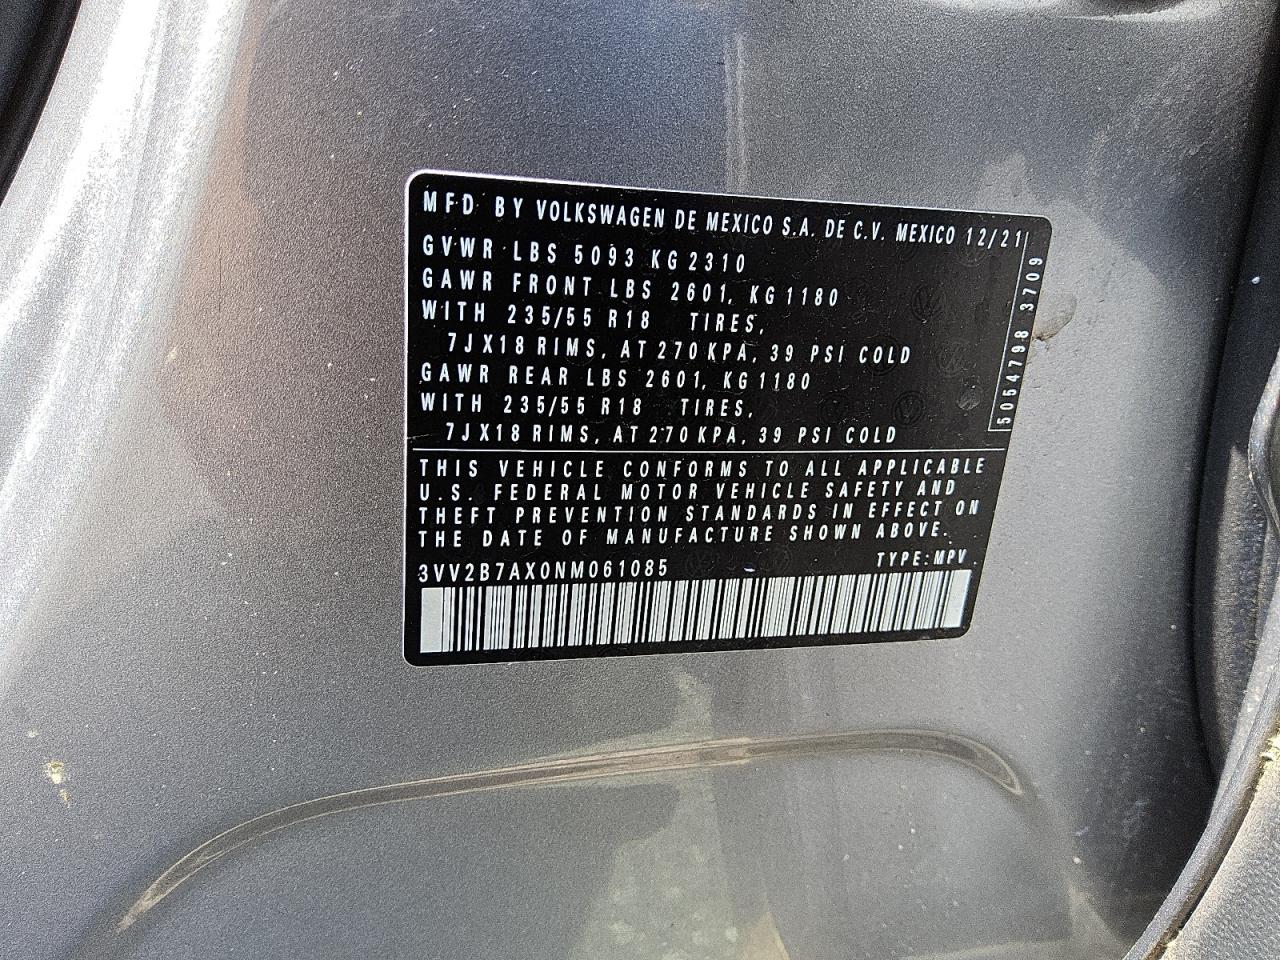 MFD BY VOLKSWAGEN DE MEXICO S.A. DE C.V. MEXICO 12/21
GVWR LBS 5093 KG 2310
GAWR FRONT LBS 2601, KG 1180
WITH 235/55 R18 TIRES,
7JX18 RIMS, AT 270 KPA, 39 PSI COLD
GAWR REAR LBS 2601, KG 1180
WITH 235/55 R18 TIRES,
7JX18 RIMS, AT 270 KPA, 39 PSI COLD
5054798 3709
THIS VEHICLE CONFORMS TO ALL APPLICABLE
U.S. FEDERAL MOTOR VEHICLE SAFETY AND
THEFT PREVENTION STANDARDS IN EFFECT ON
THE DATE OF MANUFACTURE SHOWN ABOVE.
3VV2B7AX0NM061085 TYPE: MPV